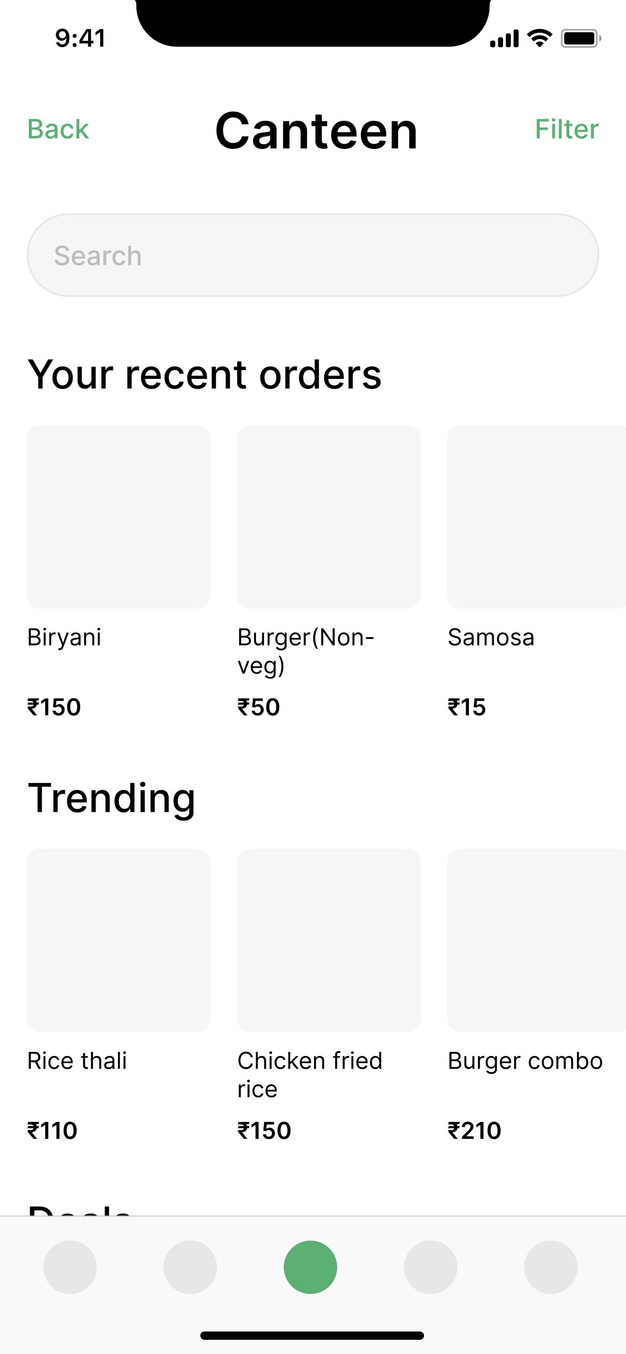 9:41
Back Canteen Filter
Search
Your recent orders
Biryani
Burger(Non-
veg)
Samosa
₹150
₹50
₹15
Trending
Rice thali
Chicken fried
rice
Burger combo
₹110
₹150
₹210
Deals